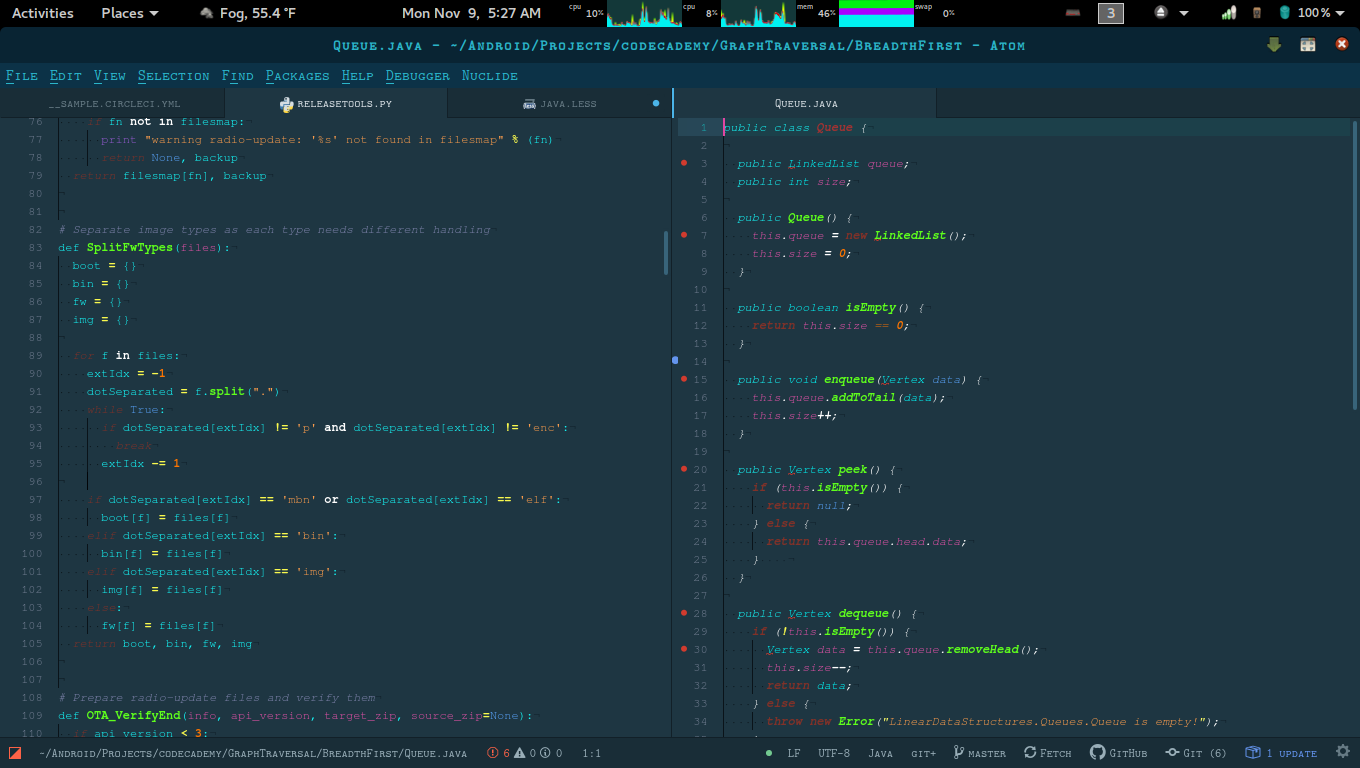 Activities Places Fog, 55.4 °F Mon Nov 9, 5:27 AM cpu 10% cpu 8% mem 46% swap 0% 3 100%
Queue.java - ~/Android/Projects/codecademy/GraphTraversal/BreadthFirst - Atom
File Edit View Selection Find Packages Help Debugger Nuclide
__sample.circleci.yml releasetools.py java.less Queue.java
76 if fn not in filesmap:
77 print "warning radio-update: '%s' not found in filesmap" % (fn)
78 return None, backup
79 return filesmap[fn], backup
80
81
82 # Separate image types as each type needs different handling
83 def SplitFwTypes(files):
84 boot = {}
85 bin = {}
86 fw = {}
87 img = {}
88
89 for f in files:
90 extIdx = -1
91 dotSeparated = f.split(".")
92 while True:
93 if dotSeparated[extIdx] != 'p' and dotSeparated[extIdx] != 'enc':
94 break
95 extIdx -= 1
96
97 if dotSeparated[extIdx] == 'mbn' or dotSeparated[extIdx] == 'elf':
98 boot[f] = files[f]
99 elif dotSeparated[extIdx] == 'bin':
100 bin[f] = files[f]
101 elif dotSeparated[extIdx] == 'img':
102 img[f] = files[f]
103 else:
104 fw[f] = files[f]
105 return boot, bin, fw, img
106
107
108 # Prepare radio-update files and verify them
109 def OTA_VerifyEnd(info, api_version, target_zip, source_zip=None):
110 if api_version < 3:
1 public class Queue {
2
3 public LinkedList queue;
4 public int size;
5
6 public Queue() {
7 this.queue = new LinkedList();
8 this.size = 0;
9 }
10
11 public boolean isEmpty() {
12 return this.size == 0;
13 }
14
15 public void enqueue(Vertex data) {
16 this.queue.addToTail(data);
17 this.size++;
18 }
19
20 public Vertex peek() {
21 if (this.isEmpty()) {
22 return null;
23 } else {
24 return this.queue.head.data;
25 }
26 }
27
28 public Vertex dequeue() {
29 if (!this.isEmpty()) {
30 Vertex data = this.queue.removeHead();
31 this.size--;
32 return data;
33 } else {
34 throw new Error("LinearDataStructures.Queues.Queue is empty!");
~/Android/Projects/codecademy/GraphTraversal/BreadthFirst/Queue.java 6 0 0 1:1 LF UTF-8 Java git+ master Fetch GitHub Git (6) 1 update